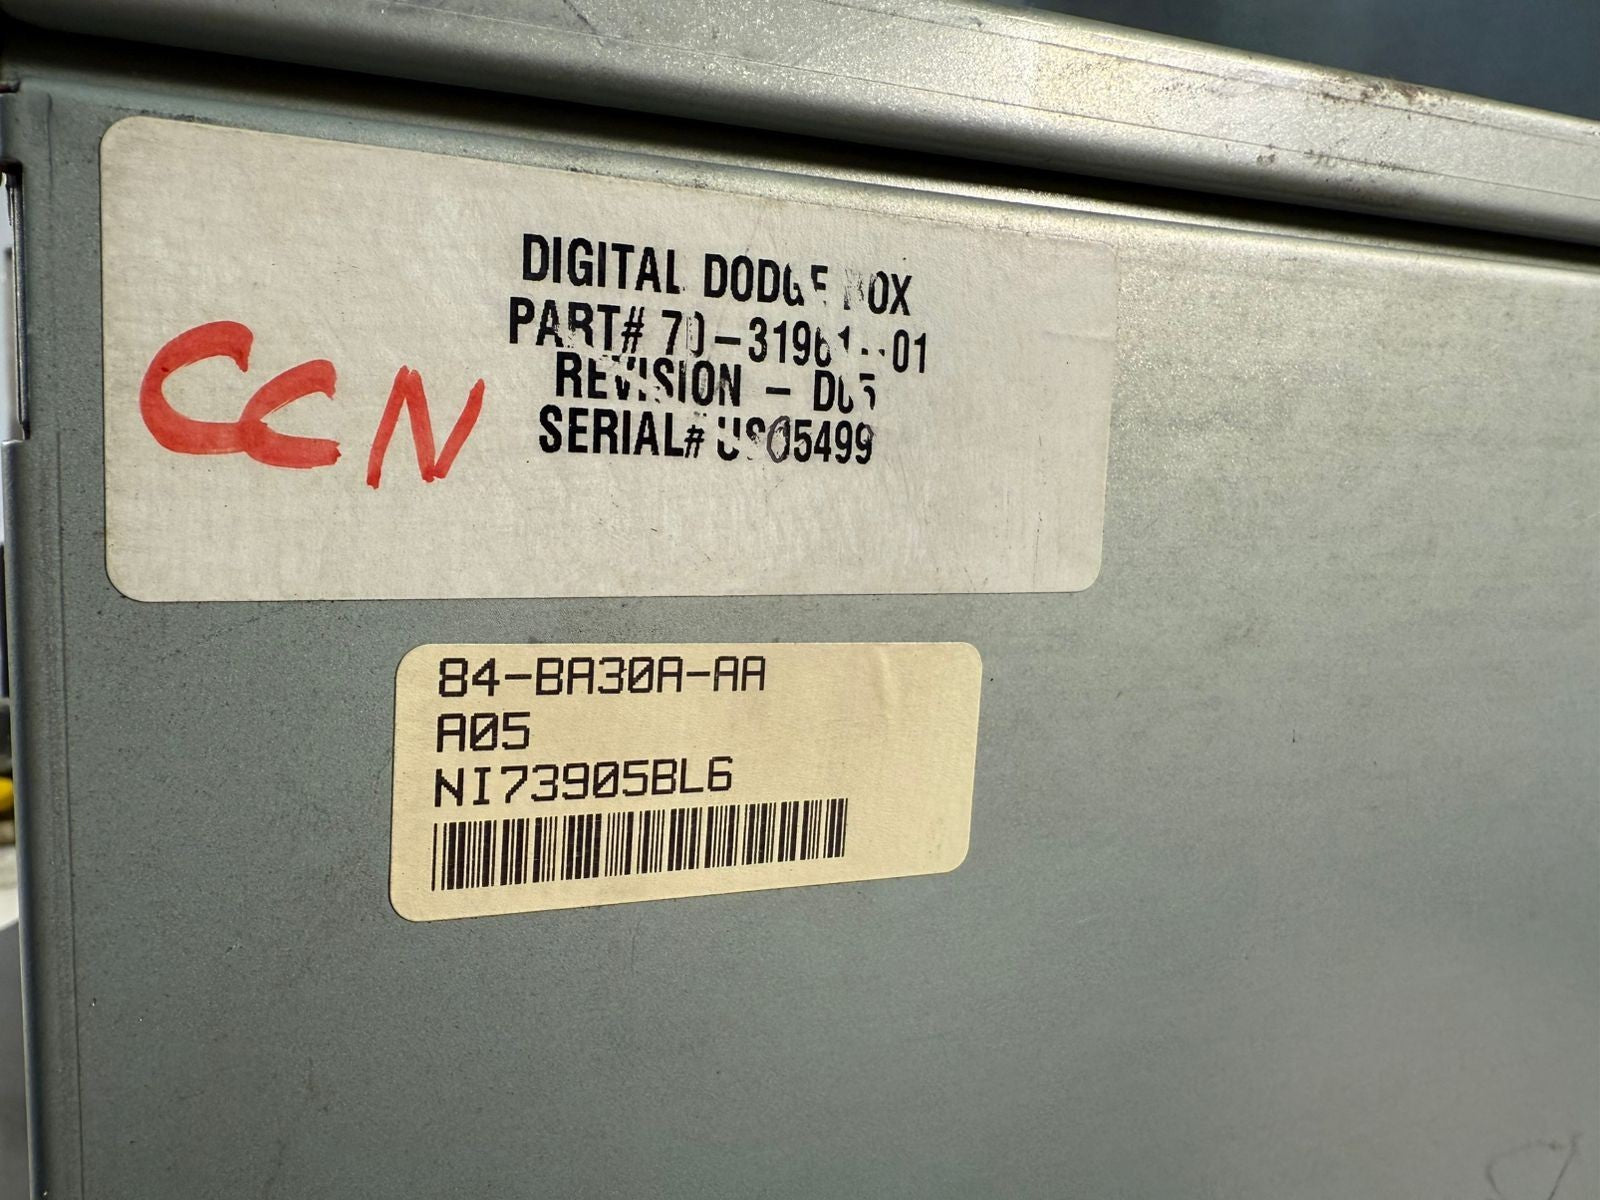 DIGITAL DODGE BOX
PART# 70-31961-01
REVISION - D05
SERIAL# US05499
CCN
84-BA30A-AA
A05
NI73905BL6